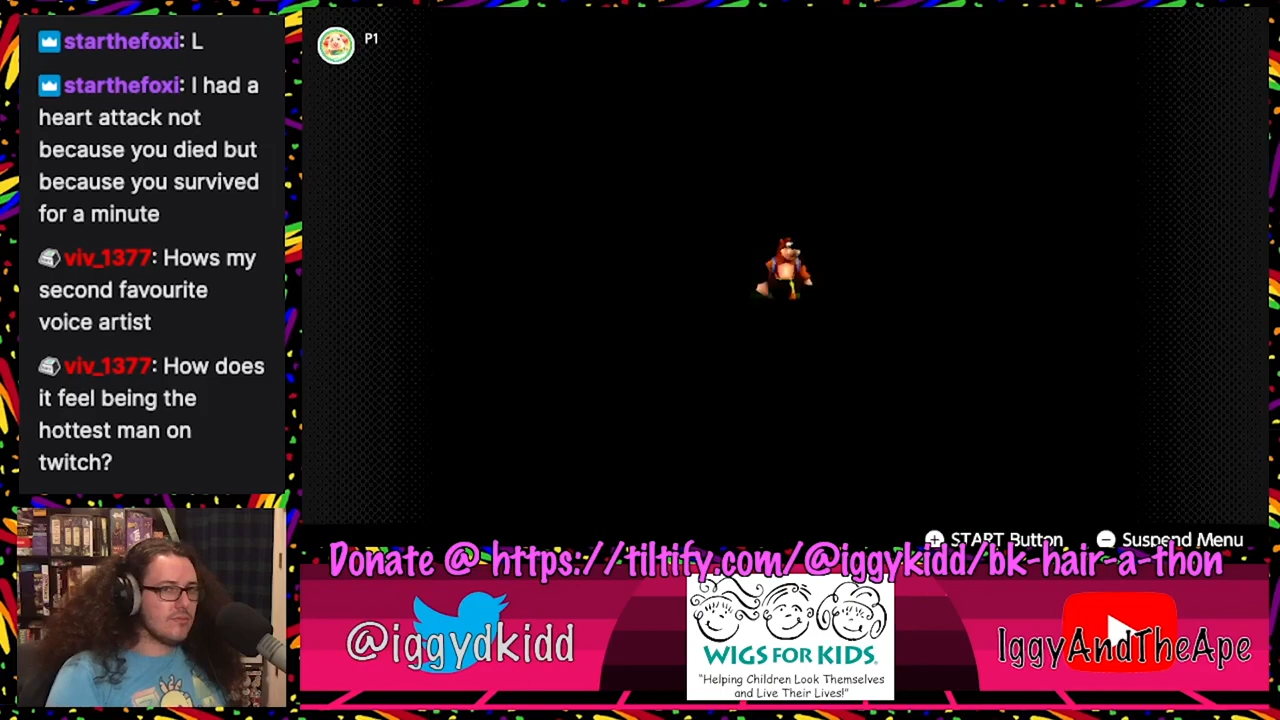 starthefoxi: L
starthefoxi: I had a
heart attack not
because you died but
because you survived
for a minute
viv_1377: Hows my
second favourite
voice artist
viv_1377: How does
it feel being the
hottest man on
twitch?
P1
START Button
Suspend Menu
Donate @ https://tiltify.com/@iggykidd/bk-hair-a-thon
@iggydkidd
WIGS FOR KIDS.
"Helping Children Look Themselves
and Live Their Lives!"
IggyAndTheApe